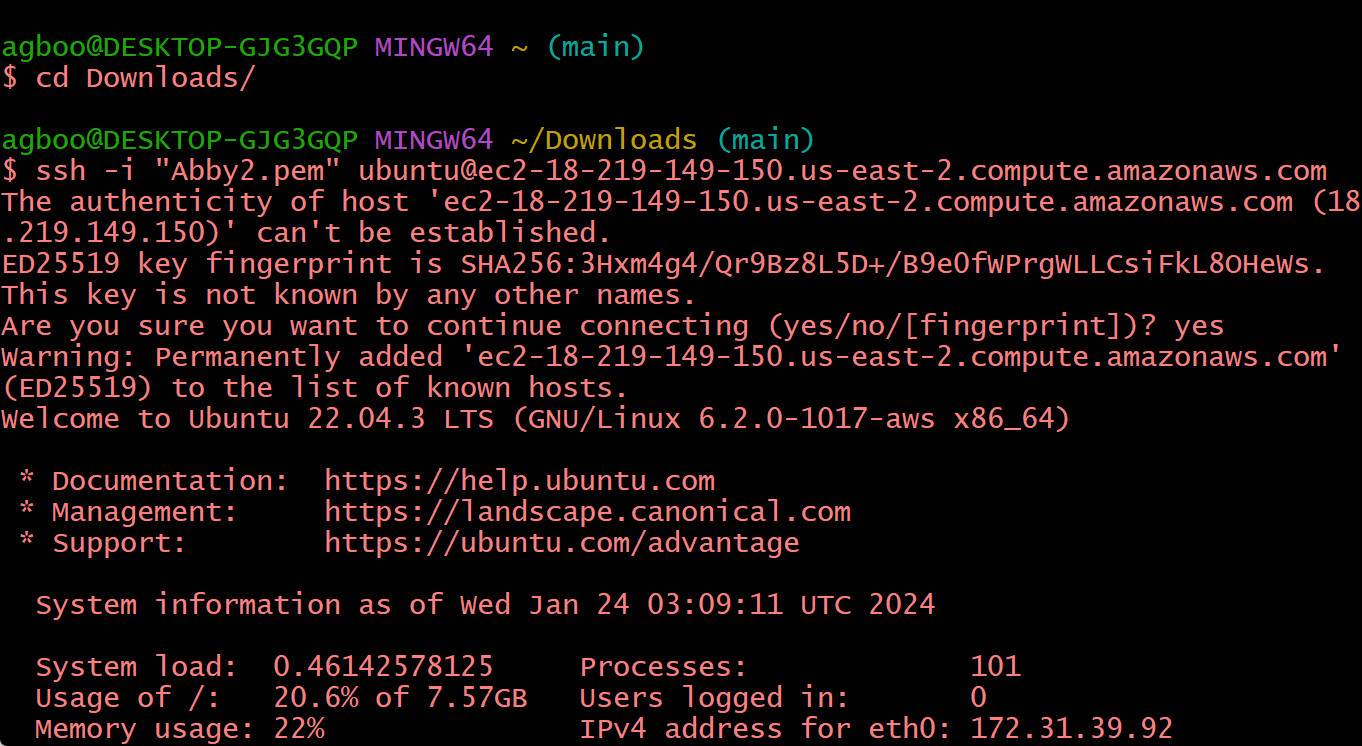 agboo@DESKTOP-GJG3GQP MINGW64 ~ (main)
$ cd Downloads/
agboo@DESKTOP-GJG3GQP MINGW64 ~/Downloads (main)
$ ssh -i "Abby2.pem" ubuntu@ec2-18-219-149-150.us-east-2.compute.amazonaws.com
The authenticity of host 'ec2-18-219-149-150.us-east-2.compute.amazonaws.com (18
.219.149.150)' can't be established.
ED25519 key fingerprint is SHA256:3Hxm4g4/Qr9Bz8L5D+/B9e0fWPrgWLLCsiFkL8OHeWs.
This key is not known by any other names.
Are you sure you want to continue connecting (yes/no/[fingerprint])? yes
Warning: Permanently added 'ec2-18-219-149-150.us-east-2.compute.amazonaws.com'
(ED25519) to the list of known hosts.
Welcome to Ubuntu 22.04.3 LTS (GNU/Linux 6.2.0-1017-aws x86_64)
* Documentation:  https://help.ubuntu.com
* Management:     https://landscape.canonical.com
* Support:        https://ubuntu.com/advantage
System information as of Wed Jan 24 03:09:11 UTC 2024
System load:  0.46142578125     Processes:             101
Usage of /:   20.6% of 7.57GB   Users logged in:       0
Memory usage: 22%               IPv4 address for eth0: 172.31.39.92